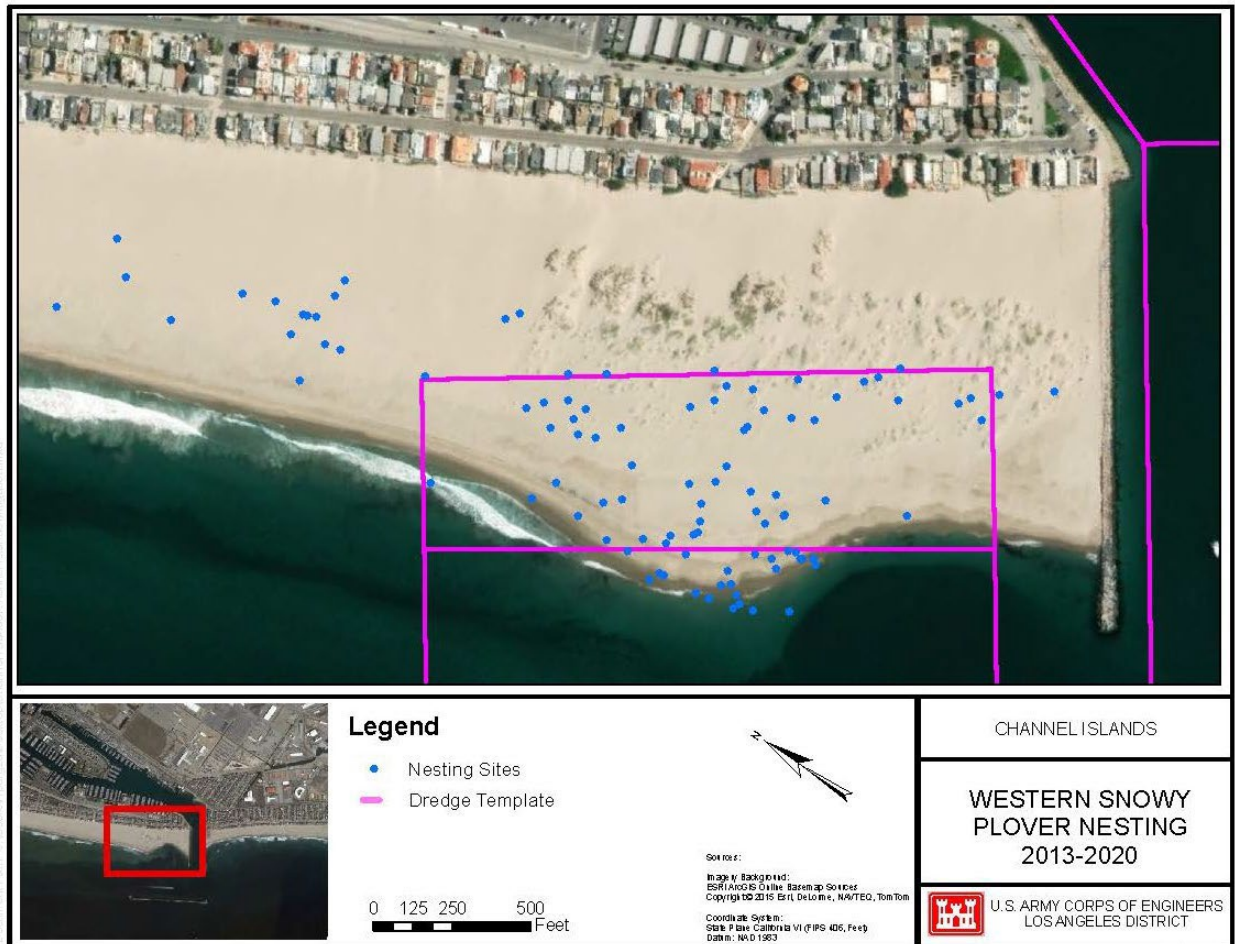 Legend
Nesting Sites
Dredge Template
0 125 250 500
Feet
N
Sources:
Imagery Background:
ESRI ArcGIS Online Basemap Sources
Copyright:© 2015 Esri, DeLorme, NAVTEQ, TomTom
Coordinate System:
State Plane California VI (FIPS 406, Feet)
Datum: NAD 1983
CHANNEL ISLANDS
WESTERN SNOWY
PLOVER NESTING
2013-2020
U.S. ARMY CORPS OF ENGINEERS
LOS ANGELES DISTRICT